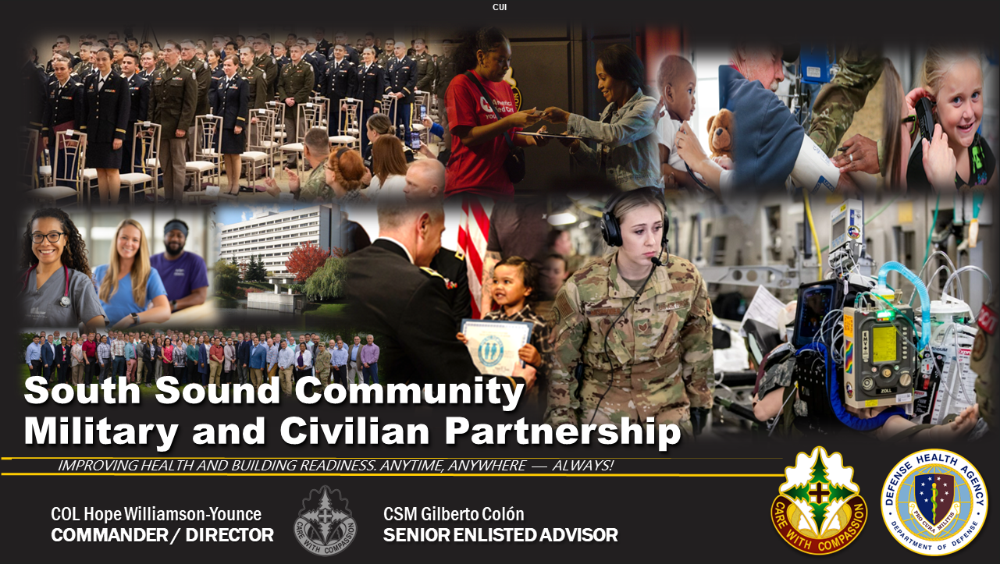 CUI
South Sound Community
Military and Civilian Partnership
IMPROVING HEALTH AND BUILDING READINESS. ANYTIME, ANYWHERE — ALWAYS!
COL Hope Williamson-Younce
COMMANDER / DIRECTOR
CARE WITH COMPASSION
CSM Gilberto Colón
SENIOR ENLISTED ADVISOR
CARE WITH COMPASSION
DEFENSE HEALTH AGENCY
PRO CURA MILITIS
DEPARTMENT OF DEFENSE
ZOLL